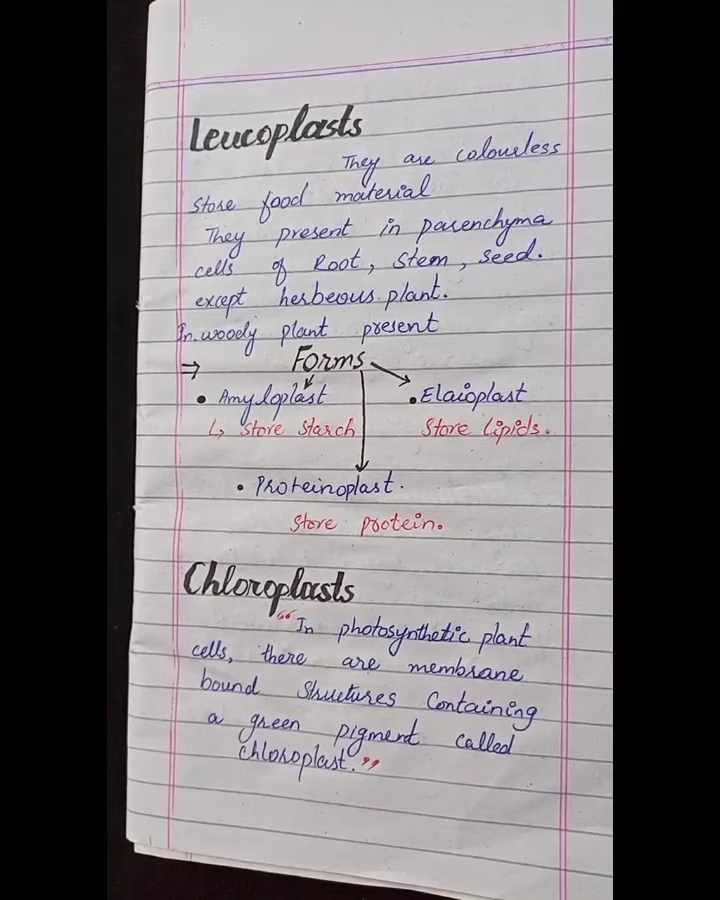 Leucoplasts
They are colourless
store food material
They present in parenchyma
cells of Root, Stem, Seed.
except herbeous plant.
In woody plant present
⇒ Forms
• Amyloplast • Elaioplast
↳ store starch Store Lipids.
• Proteinoplast.
Store protein.
Chloroplasts
"In photosynthetic plant
cells, there are membrane
bound structures Containing
a green pigment called
chloroplast."